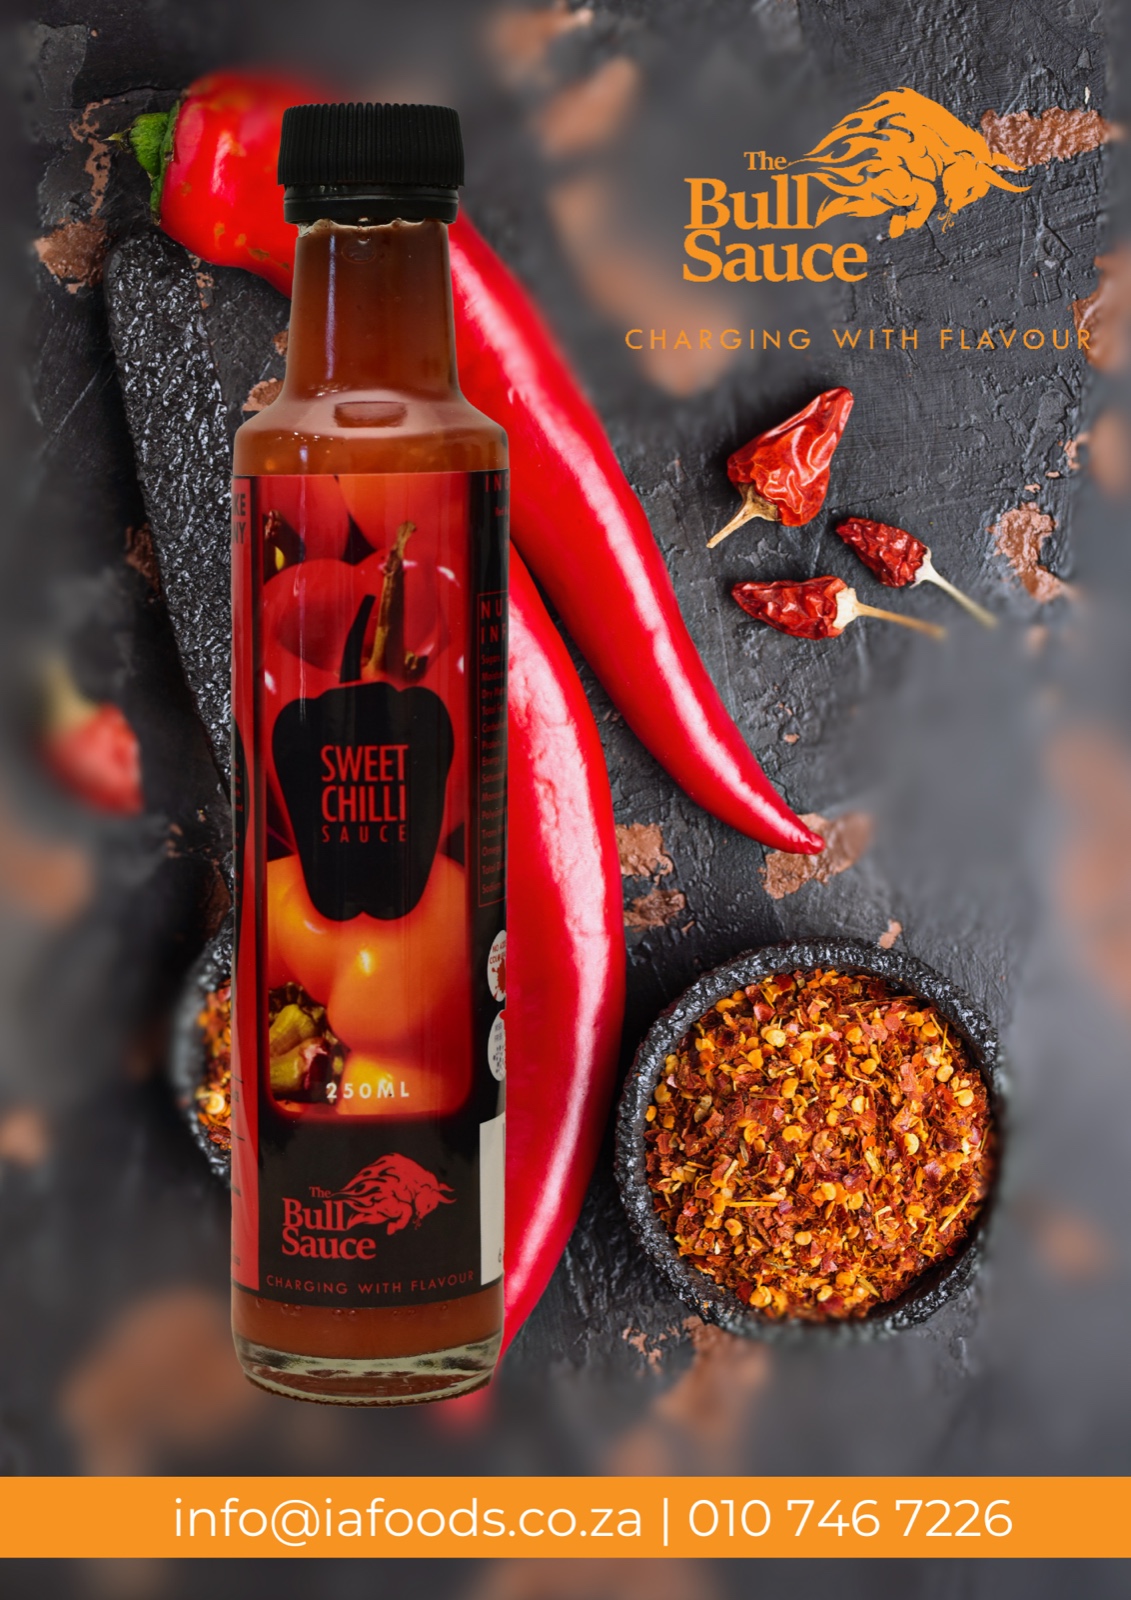 The
Bull
Sauce
CHARGING WITH FLAVOUR
SWEET
CHILLI
SAUCE
250ML
The
Bull
Sauce
CHARGING WITH FLAVOUR
info@iafoods.co.za | 010 746 7226